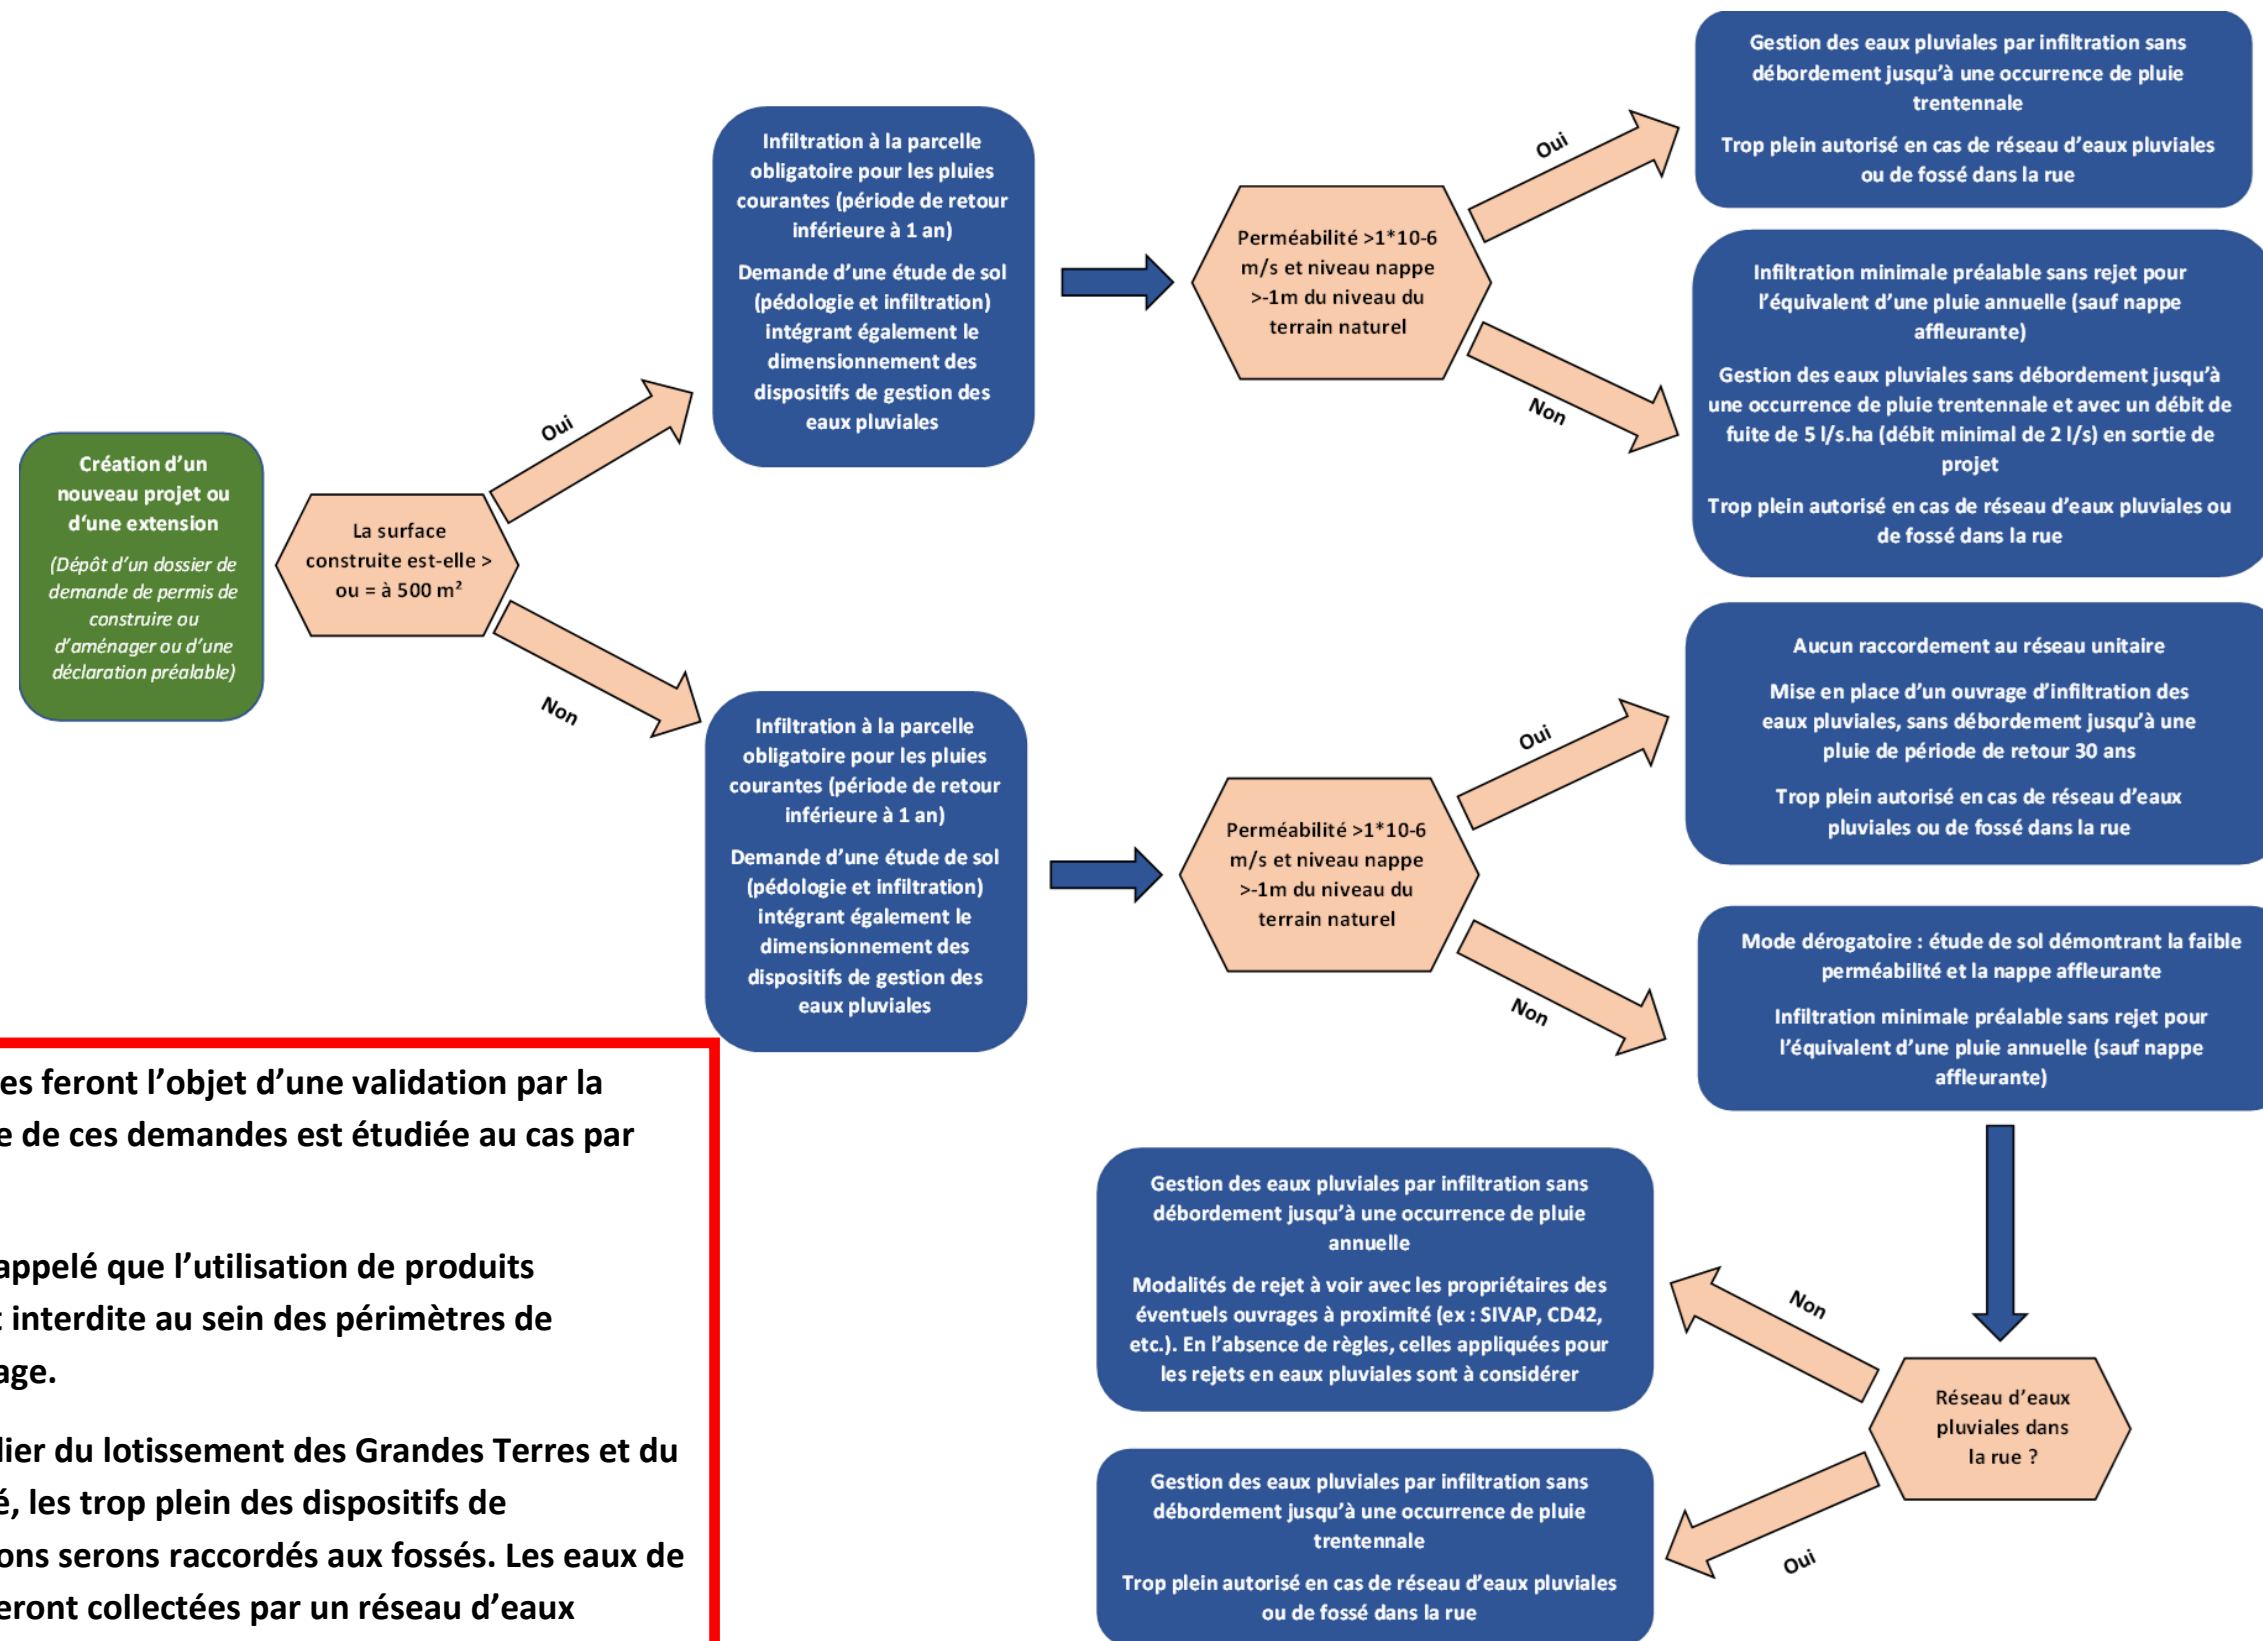 Création d'un
nouveau projet ou
d'une extension
(Dépôt d'un dossier de
demande de permis de
construire ou
d'aménager ou d'une
déclaration préalable)
La surface
construite est-elle >
ou = à 500 m²
Oui
Non
Infiltration à la parcelle
obligatoire pour les pluies
courantes (période de retour
inférieure à 1 an)
Demande d'une étude de sol
(pédologie et infiltration)
intégrant également le
dimensionnement des
dispositifs de gestion des
eaux pluviales
Perméabilité >1*10-6
m/s et niveau nappe
>-1m du niveau du
terrain naturel
Oui
Non
Gestion des eaux pluviales par infiltration sans
débordement jusqu'à une occurrence de pluie
trentennale
Trop plein autorisé en cas de réseau d'eaux pluviales
ou de fossé dans la rue
Infiltration minimale préalable sans rejet pour
l'équivalent d'une pluie annuelle (sauf nappe
affleurante)
Gestion des eaux pluviales sans débordement jusqu'à
une occurrence de pluie trentennale et avec un débit de
fuite de 5 l/s.ha (débit minimal de 2 l/s) en sortie de
projet
Trop plein autorisé en cas de réseau d'eaux pluviales ou
de fossé dans la rue
Infiltration à la parcelle
obligatoire pour les pluies
courantes (période de retour
inférieure à 1 an)
Demande d'une étude de sol
(pédologie et infiltration)
intégrant également le
dimensionnement des
dispositifs de gestion des
eaux pluviales
Perméabilité >1*10-6
m/s et niveau nappe
>-1m du niveau du
terrain naturel
Oui
Non
Aucun raccordement au réseau unitaire
Mise en place d'un ouvrage d'infiltration des
eaux pluviales, sans débordement jusqu'à une
pluie de période de retour 30 ans
Trop plein autorisé en cas de réseau d'eaux
pluviales ou de fossé dans la rue
Mode dérogatoire : étude de sol démontrant la faible
perméabilité et la nappe affleurante
Infiltration minimale préalable sans rejet pour
l'équivalent d'une pluie annuelle (sauf nappe
affleurante)
Réseau d'eaux
pluviales dans
la rue ?
Non
Oui
Gestion des eaux pluviales par infiltration sans
débordement jusqu'à une occurrence de pluie
annuelle
Modalités de rejet à voir avec les propriétaires des
éventuels ouvrages à proximité (ex : SIVAP, CD42,
etc.). En l'absence de règles, celles appliquées pour
les rejets en eaux pluviales sont à considérer
Gestion des eaux pluviales par infiltration sans
débordement jusqu'à une occurrence de pluie
trentennale
Trop plein autorisé en cas de réseau d'eaux pluviales
ou de fossé dans la rue
es feront l'objet d'une validation par la
e de ces demandes est étudiée au cas par
appelé que l'utilisation de produits
t interdite au sein des périmètres de
age.
lier du lotissement des Grandes Terres et du
é, les trop plein des dispositifs de
ons serons raccordés aux fossés. Les eaux de
eront collectées par un réseau d'eaux